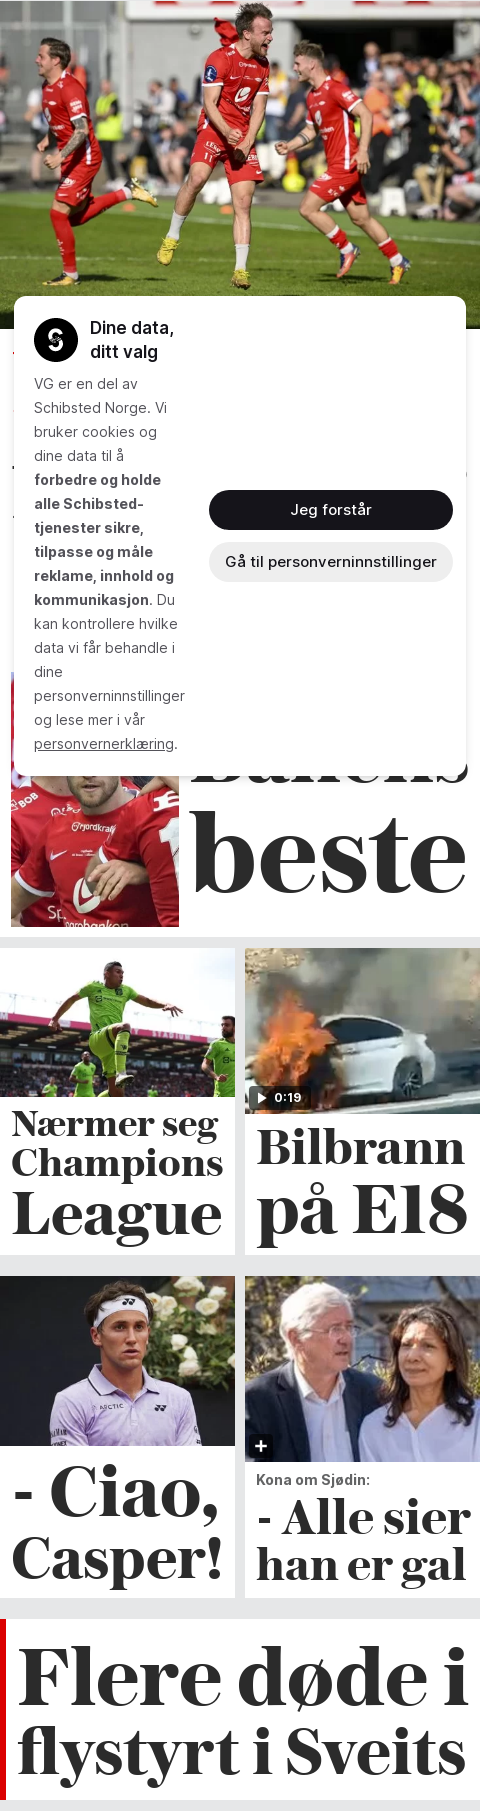 Dine data,
ditt valg
VG er en del av
Schibsted Norge. Vi
bruker cookies og
dine data til å
forbedre og holde
alle Schibsted-
tjenester sikre,
tilpasse og måle
reklame, innhold og
kommunikasjon. Du
kan kontrollere hvilke
data vi får behandle i
dine
personverninnstillinger
og lese mer i vår
personvernerklæring.
Jeg forstår
Gå til personverninnstillinger
BOB
Fjordkraft
beste
0:19
Nærmer seg
Champions
League
Bilbrann
på E18
ARCTIC
- Ciao,
Casper!
Kona om Sjødin:
- Alle sier
han er gal
Flere døde i
flystyrt i Sveits